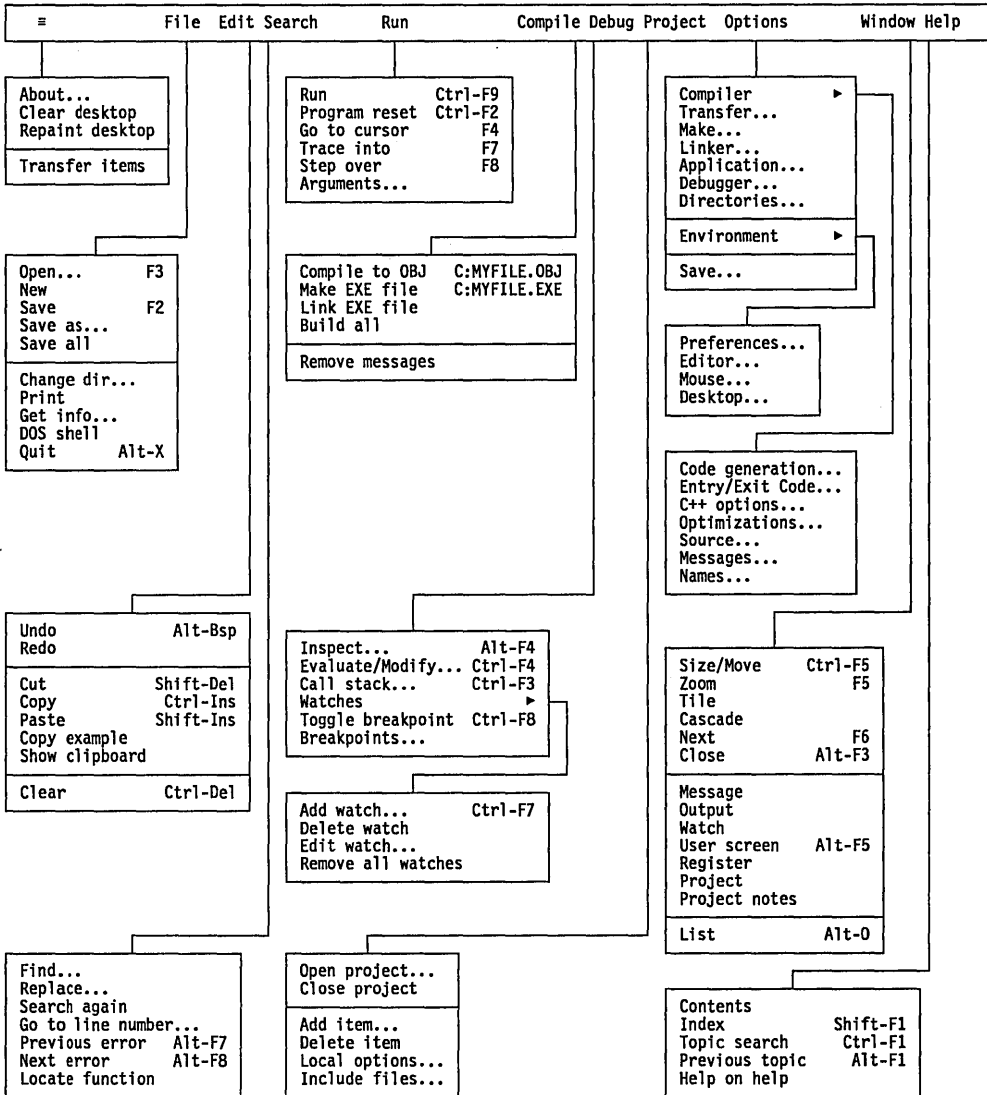 ≡ File Edit Search Run Compile Debug Project Options Window Help
About...
Clear desktop
Repaint desktop
Transfer items
Open... F3
New
Save F2
Save as...
Save all
Change dir...
Print
Get info...
DOS shell
Quit Alt-X
Undo Alt-Bsp
Redo
Cut Shift-Del
Copy Ctrl-Ins
Paste Shift-Ins
Copy example
Show clipboard
Clear Ctrl-Del
Find...
Replace...
Search again
Go to line number...
Previous error Alt-F7
Next error Alt-F8
Locate function
Run Ctrl-F9
Program reset Ctrl-F2
Go to cursor F4
Trace into F7
Step over F8
Arguments...
Compile to OBJ C:MYFILE.OBJ
Make EXE file C:MYFILE.EXE
Link EXE file
Build all
Remove messages
Inspect... Alt-F4
Evaluate/Modify... Ctrl-F4
Call stack... Ctrl-F3
Watches ►
Toggle breakpoint Ctrl-F8
Breakpoints...
Add watch... Ctrl-F7
Delete watch
Edit watch...
Remove all watches
Open project...
Close project
Add item...
Delete item
Local options...
Include files...
Compiler ►
Transfer...
Make...
Linker...
Application...
Debugger...
Directories...
Environment ►
Save...
Preferences...
Editor...
Mouse...
Desktop...
Code generation...
Entry/Exit Code...
C++ options...
Optimizations...
Source...
Messages...
Names...
Size/Move Ctrl-F5
Zoom F5
Tile
Cascade
Next F6
Close Alt-F3
Message
Output
Watch
User screen Alt-F5
Register
Project
Project notes
List Alt-0
Contents
Index Shift-F1
Topic search Ctrl-F1
Previous topic Alt-F1
Help on help